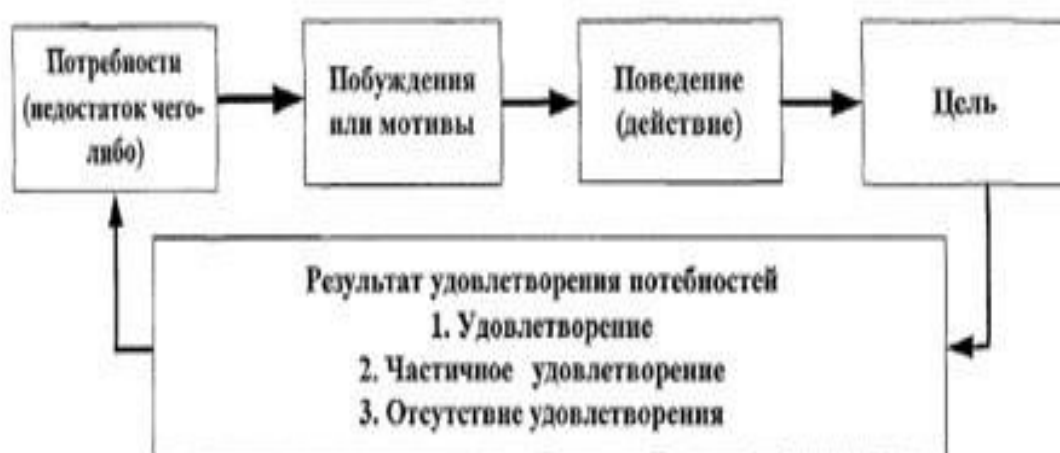 Потребности
(недостаток чего-
либо)
Побуждения
или мотивы
Поведение
(действие)
Цель
Результат удовлетворения потебностей
1. Удовлетворение
2. Частичное удовлетворение
3. Отсутствие удовлетворения